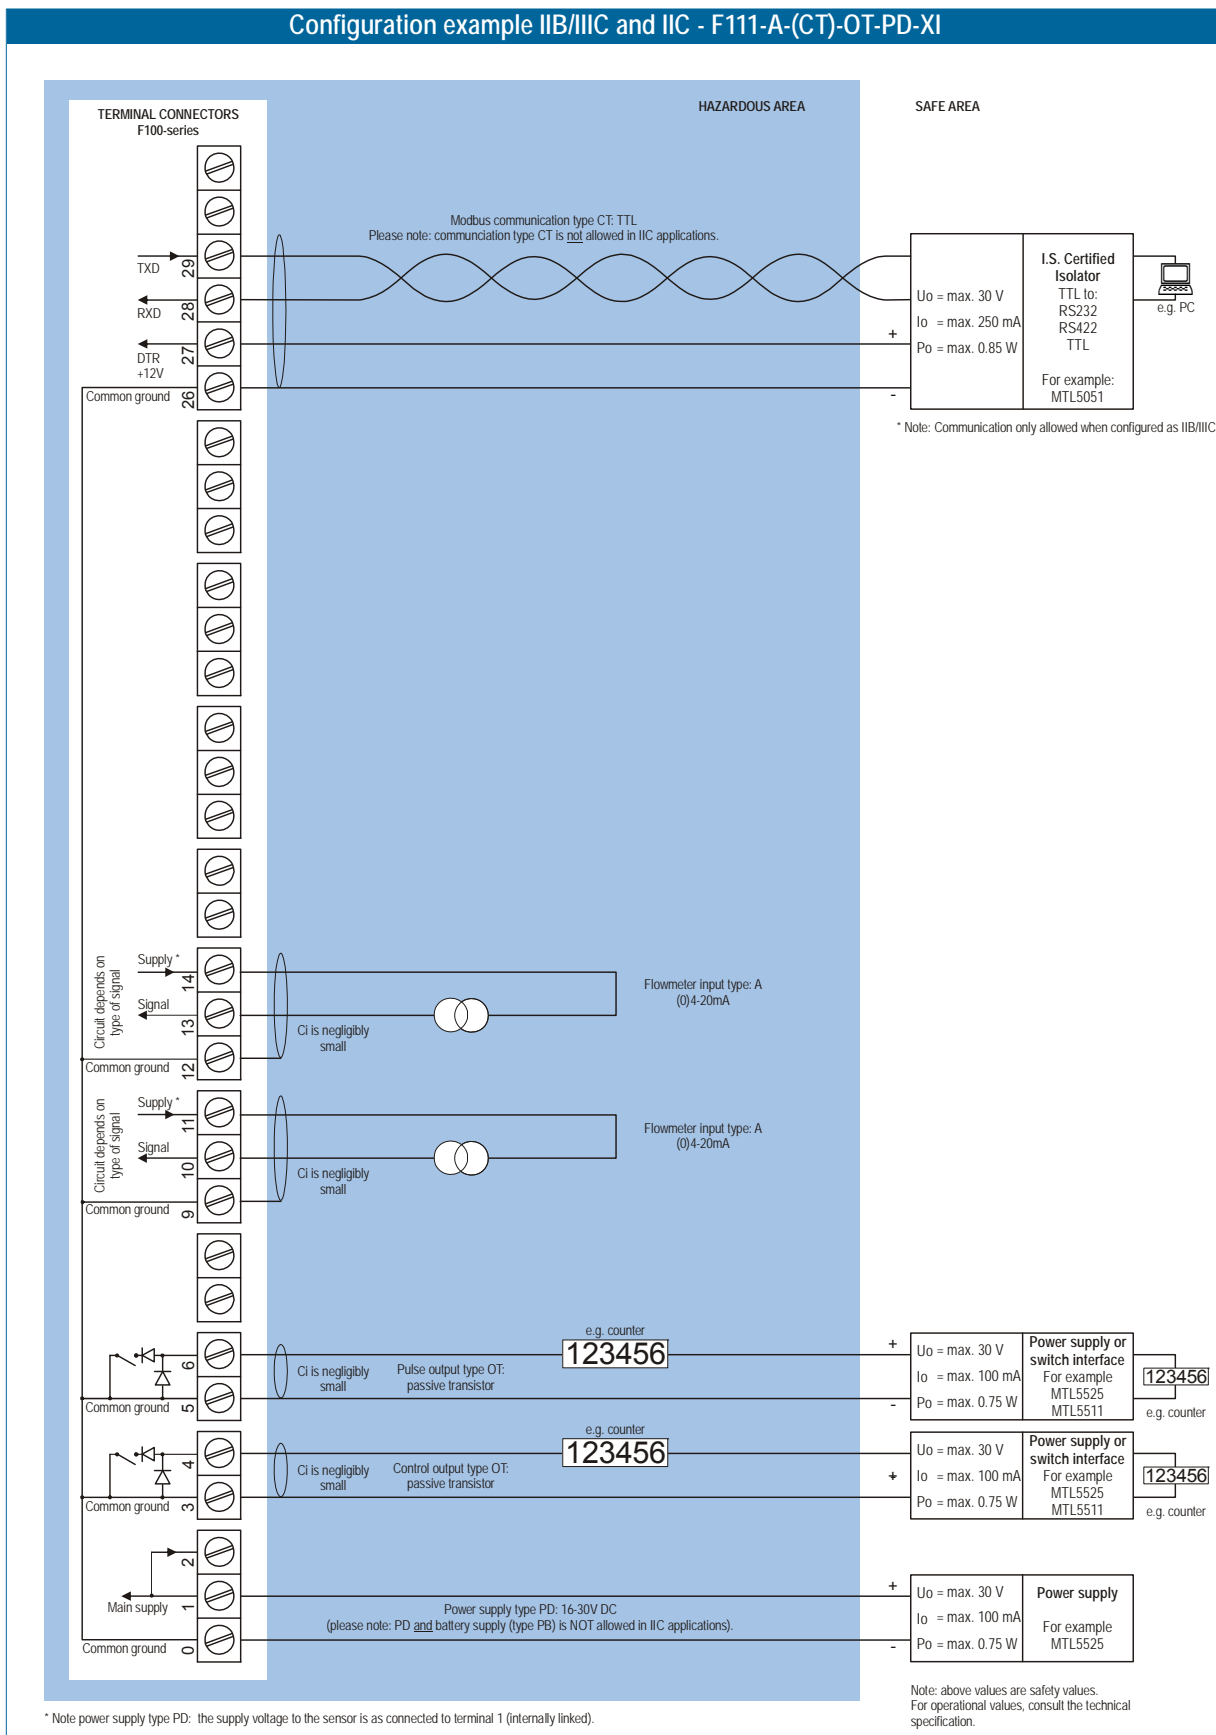 Configuration example IIB/IIIC and IIC - F111-A-(CT)-OT-PD-XI
TERMINAL CONNECTORS
F100-series
HAZARDOUS AREA
SAFE AREA
Modbus communication type CT: TTL
Please note: communciation type CT is not allowed in IIC applications.
TXD
29
RXD
28
DTR
+12V
27
Common ground
26
+
-
Uo = max. 30 V
Io = max. 250 mA
Po = max. 0.85 W
I.S. Certified
Isolator
TTL to:
RS232
RS422
TTL
For example:
MTL5051
e.g. PC
* Note: Communication only allowed when configured as IIB/IIIC
Circuit depends on
type of signal
Supply *
14
Signal
13
Common ground
12
Ci is negligibly
small
Flowmeter input type: A
(0)4-20mA
Circuit depends on
type of signal
Supply *
11
Signal
10
Common ground
9
Ci is negligibly
small
Flowmeter input type: A
(0)4-20mA
6
Common ground
5
Ci is negligibly
small
Pulse output type OT:
passive transistor
e.g. counter
123456
+
-
Uo = max. 30 V
Io = max. 100 mA
Po = max. 0.75 W
Power supply or
switch interface
For example
MTL5525
MTL5511
123456
e.g. counter
4
Common ground
3
Ci is negligibly
small
Control output type OT:
passive transistor
e.g. counter
123456
+
Uo = max. 30 V
Io = max. 100 mA
Po = max. 0.75 W
Power supply or
switch interface
For example
MTL5525
MTL5511
123456
e.g. counter
2
Main supply
1
Common ground
0
Power supply type PD: 16-30V DC
(please note: PD and battery supply (type PB) is NOT allowed in IIC applications).
+
-
Uo = max. 30 V
Io = max. 100 mA
Po = max. 0.75 W
Power supply
For example
MTL5525
Note: above values are safety values.
For operational values, consult the technical
specification.
* Note power supply type PD: the supply voltage to the sensor is as connected to terminal 1 (internally linked).